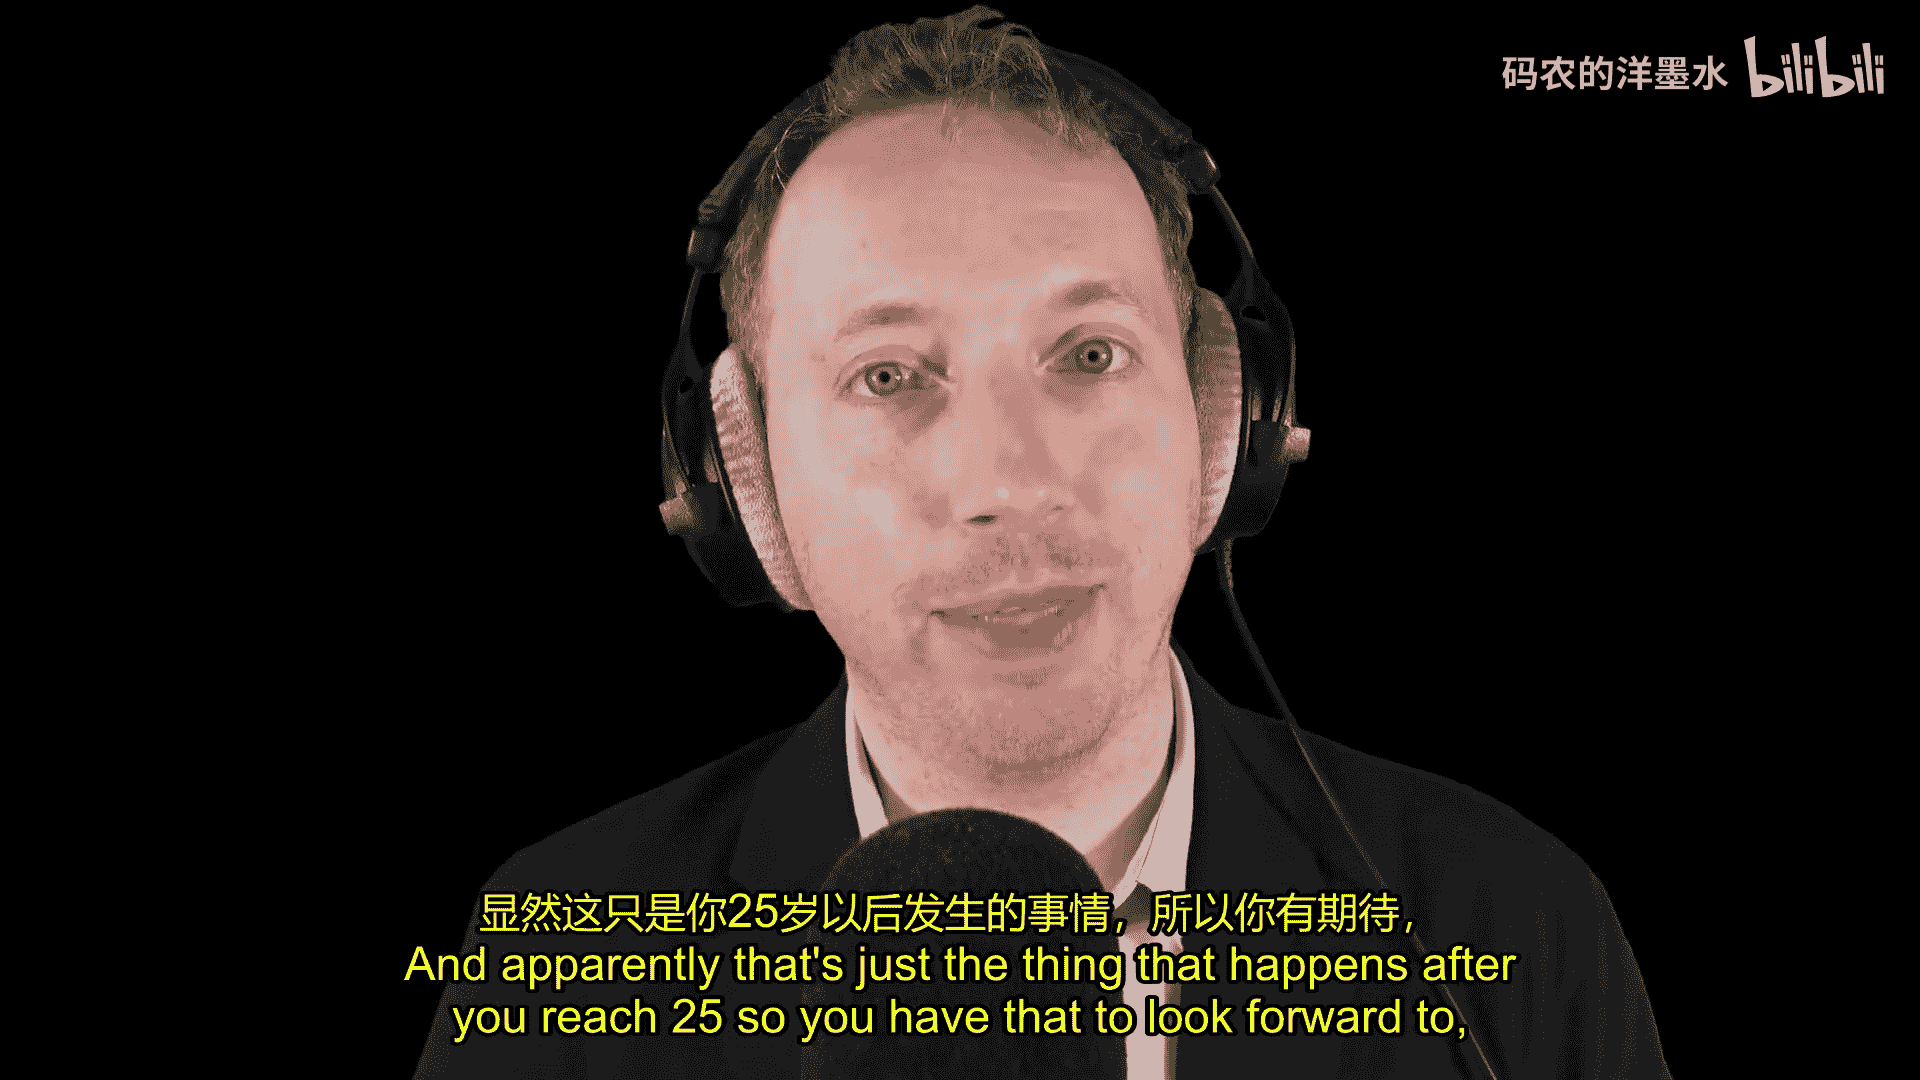 码农的洋墨水 bilibili
显然这只是你25岁以后发生的事情，所以你有期待，
And apparently that's just the thing that happens after
you reach 25 so you have that to look forward to,